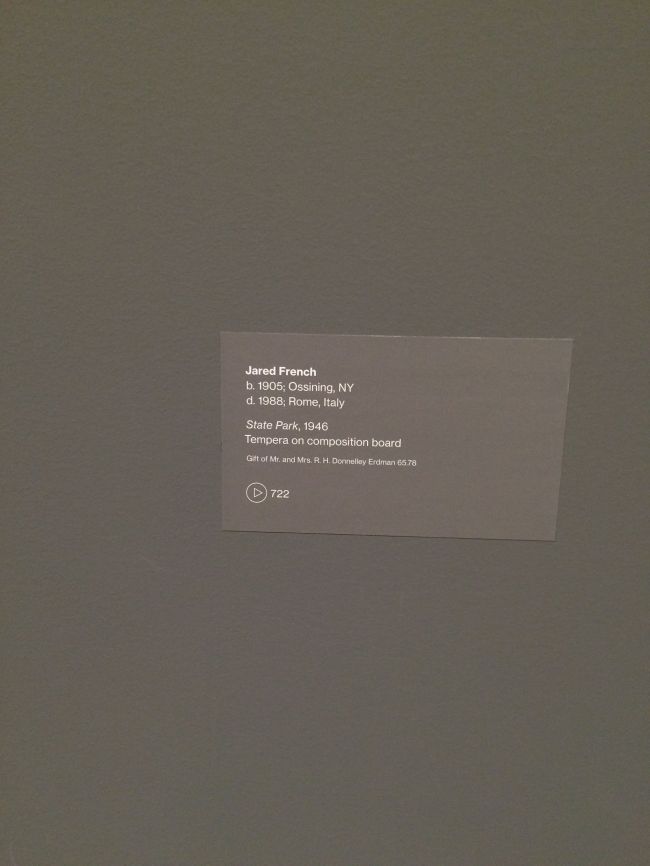 Jared French
b. 1905; Ossining, NY
d. 1988; Rome, Italy
State Park, 1946
Tempera on composition board
Gift of Mr. and Mrs. R. H. Donnelley Erdman 65.78
722